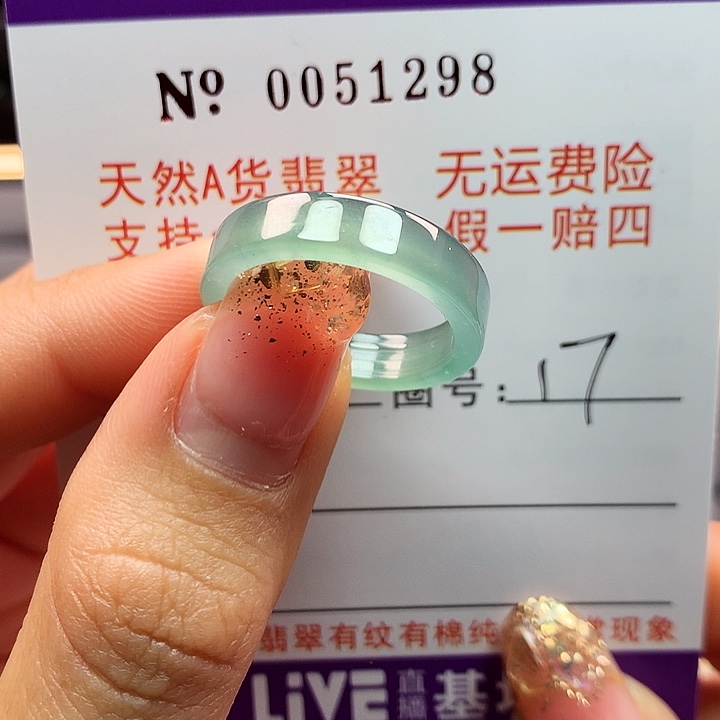 Nº 0051298
天然A货翡翠 无运费险
支持 假一赔四
圈号:17
翡翠有纹有棉纯 现象
LiVE 直播 基